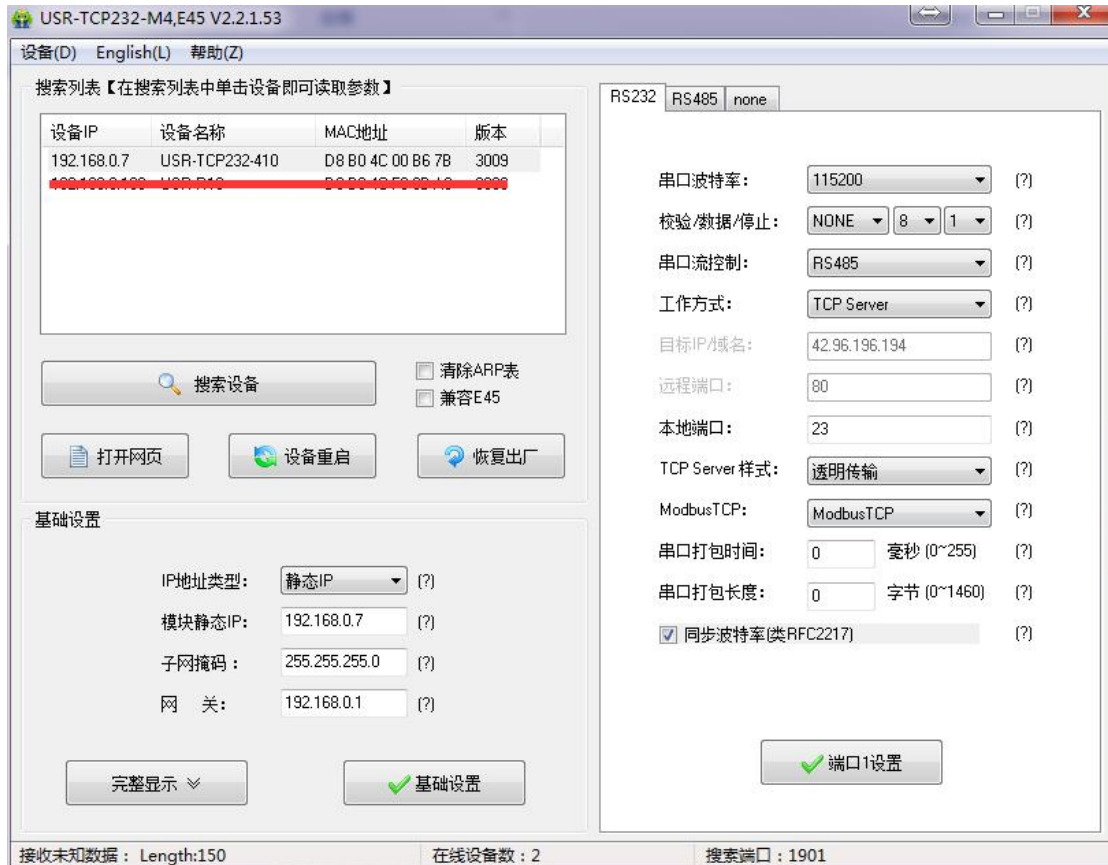 USR-TCP232-M4,E45 V2.2.1.53
设备(D) English(L) 帮助(Z)
搜索列表【在搜索列表中单击设备即可读取参数】
设备IP 设备名称 MAC地址 版本
192.168.0.7 USR-TCP232-410 D8 B0 4C 00 B6 7B 3009
搜索设备
清除ARP表
兼容E45
打开网页 设备重启 恢复出厂
基础设置
IP地址类型: 静态IP (?)
模块静态IP: 192.168.0.7 (?)
子网掩码: 255.255.255.0 (?)
网 关: 192.168.0.1 (?)
完整显示 基础设置
RS232 RS485 none
串口波特率: 115200 (?)
校验/数据/停止: NONE 8 1 (?)
串口流控制: RS485 (?)
工作方式: TCP Server (?)
目标IP/域名: 42.96.196.194 (?)
远程端口: 80 (?)
本地端口: 23 (?)
TCP Server 样式: 透明传输 (?)
ModbusTCP: ModbusTCP (?)
串口打包时间: 0 毫秒 (0~255) (?)
串口打包长度: 0 字节 (0~1460) (?)
同步波特率(类RFC2217) (?)
端口1设置
接收未知数据: Length:150 在线设备数:2 搜索端口:1901